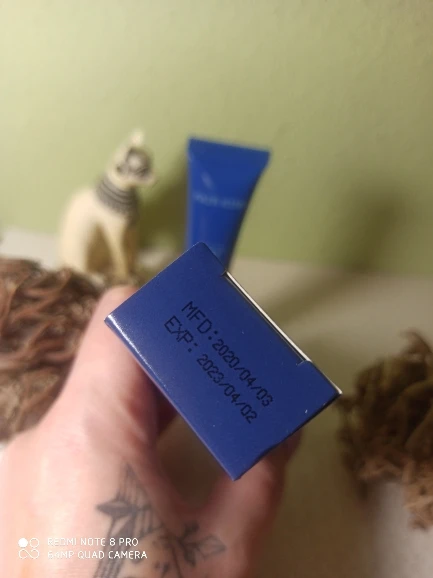 MFD: 2020/04/03
EXP: 2023/04/02
REDMI NOTE 8 PRO
64MP QUAD CAMERA